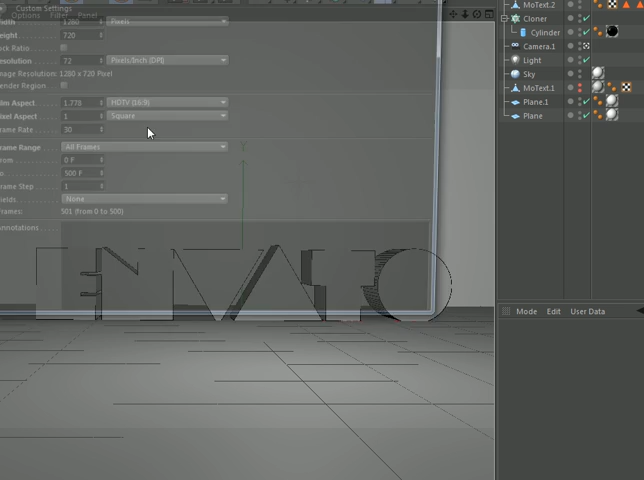 Custom Settings
Options Filter Panel
Width 1280 Pixels
Height 720
Lock Ratio
Resolution 72 Pixels/Inch (DPI)
Image Resolution: 1280 x 720 Pixel
Render Region
Film Aspect 1.778 HDTV (16:9)
Pixel Aspect 1 Square
Frame Rate 30
Frame Range All Frames
From 0 F
To 500 F
Frame Step 1
Fields None
Frames: 501 (from 0 to 500)
Annotations
Y
ENVATO
MoText.2
Cloner
Cylinder
Camera.1
Light
Sky
MoText.1
Plane.1
Plane
Mode Edit User Data